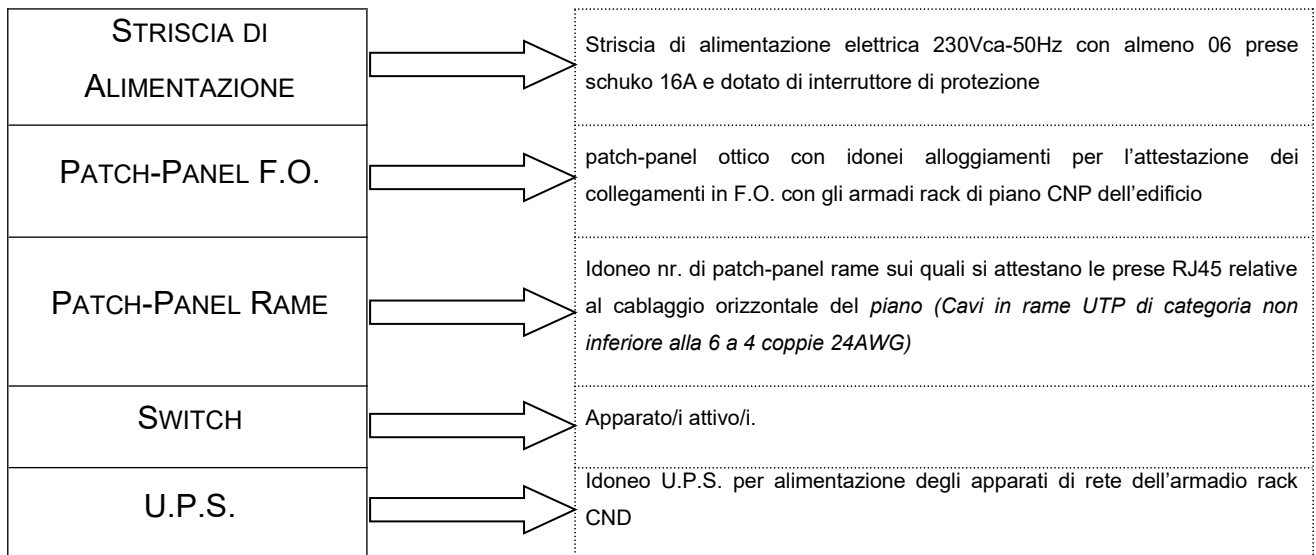 STRISCIA DI
ALIMENTAZIONE
Striscia di alimentazione elettrica 230Vca-50Hz con almeno 06 prese
schuko 16A e dotato di interruttore di protezione
PATCH-PANEL F.O.
patch-panel ottico con idonei alloggiamenti per l’attestazione dei
collegamenti in F.O. con gli armadi rack di piano CNP dell’edificio
PATCH-PANEL RAME
Idoneo nr. di patch-panel rame sui quali si attestano le prese RJ45 relative
al cablaggio orizzontale del piano (Cavi in rame UTP di categoria non
inferiore alla 6 a 4 coppie 24AWG)
SWITCH
Apparato/i attivo/i.
U.P.S.
Idoneo U.P.S. per alimentazione degli apparati di rete dell’armadio rack
CND